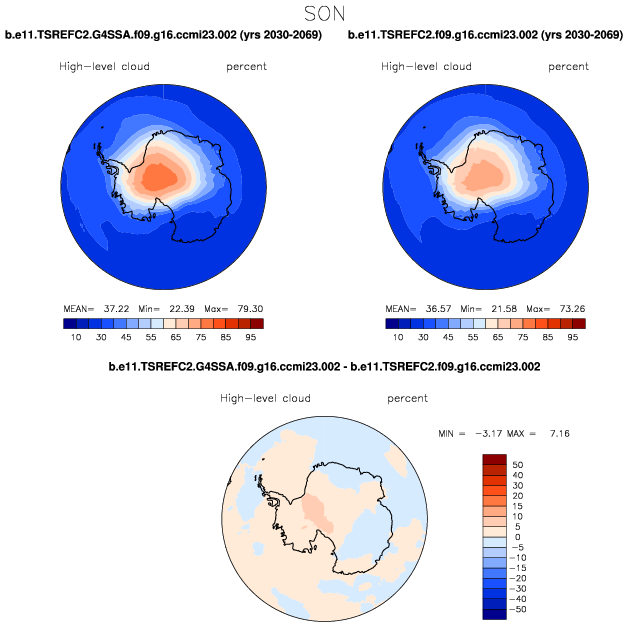 SON
b.e11.TSREFC2.G4SSA.f09.g16.ccmi23.002 (yrs 2030-2069)
b.e11.TSREFC2.f09.g16.ccmi23.002 (yrs 2030-2069)
High-level cloud percent
High-level cloud percent
MEAN= 37.22 Min= 22.39 Max= 79.30
MEAN= 36.57 Min= 21.58 Max= 73.26
10 30 45 55 65 75 85 95
10 30 45 55 65 75 85 95
b.e11.TSREFC2.G4SSA.f09.g16.ccmi23.002 - b.e11.TSREFC2.f09.g16.ccmi23.002
High-level cloud percent
MIN = -3.17 MAX = 7.16
50
40
30
20
15
10
5
0
-5
-10
-15
-20
-30
-40
-50